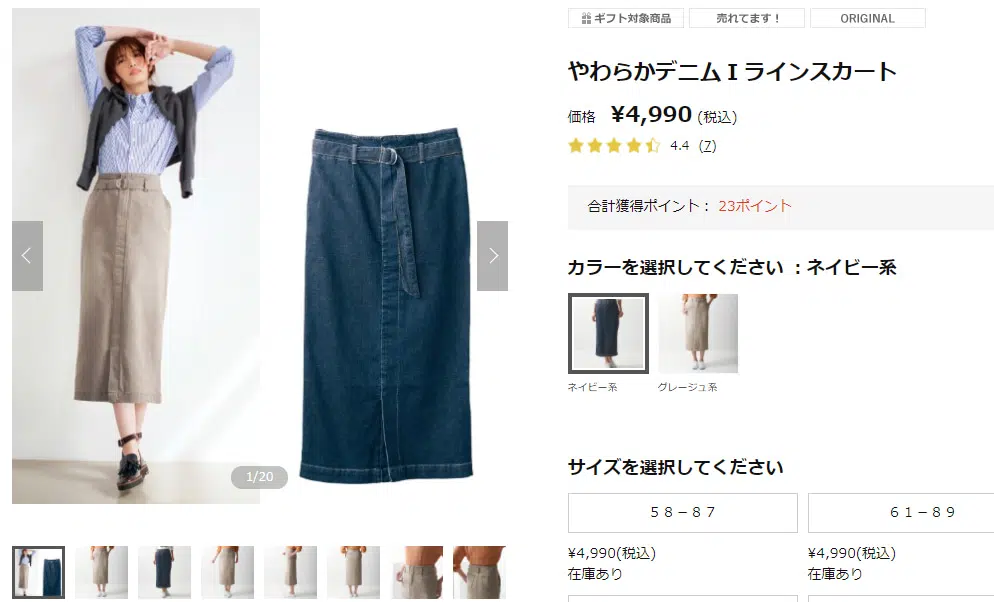 ギフト対象商品 売れてます！ ORIGINAL
やわらかデニムＩラインスカート
価格 ¥4,990 (税込)
4.4 (7)
合計獲得ポイント： 23ポイント
カラーを選択してください ：ネイビー系
ネイビー系 グレージュ系
1/20
サイズを選択してください
５８－８７ ６１－８９
¥4,990(税込) ¥4,990(税込)
在庫あり 在庫あり